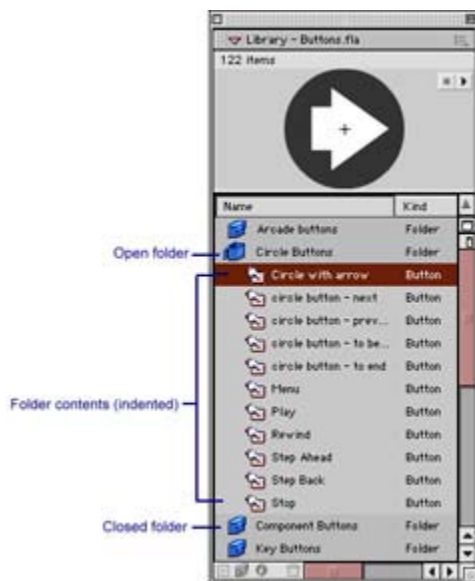 Library - Buttons.fla
122 items
Name Kind
Arcade buttons Folder
Open folder
Circle Buttons Folder
Circle with arrow Button
circle button - next Button
circle button - prev... Button
circle button - to be... Button
circle button - to end Button
Menu Button
Folder contents (indented)
Play Button
Rewind Button
Step Ahead Button
Step Back Button
Stop Button
Closed folder
Component Buttons Folder
Key Buttons Folder